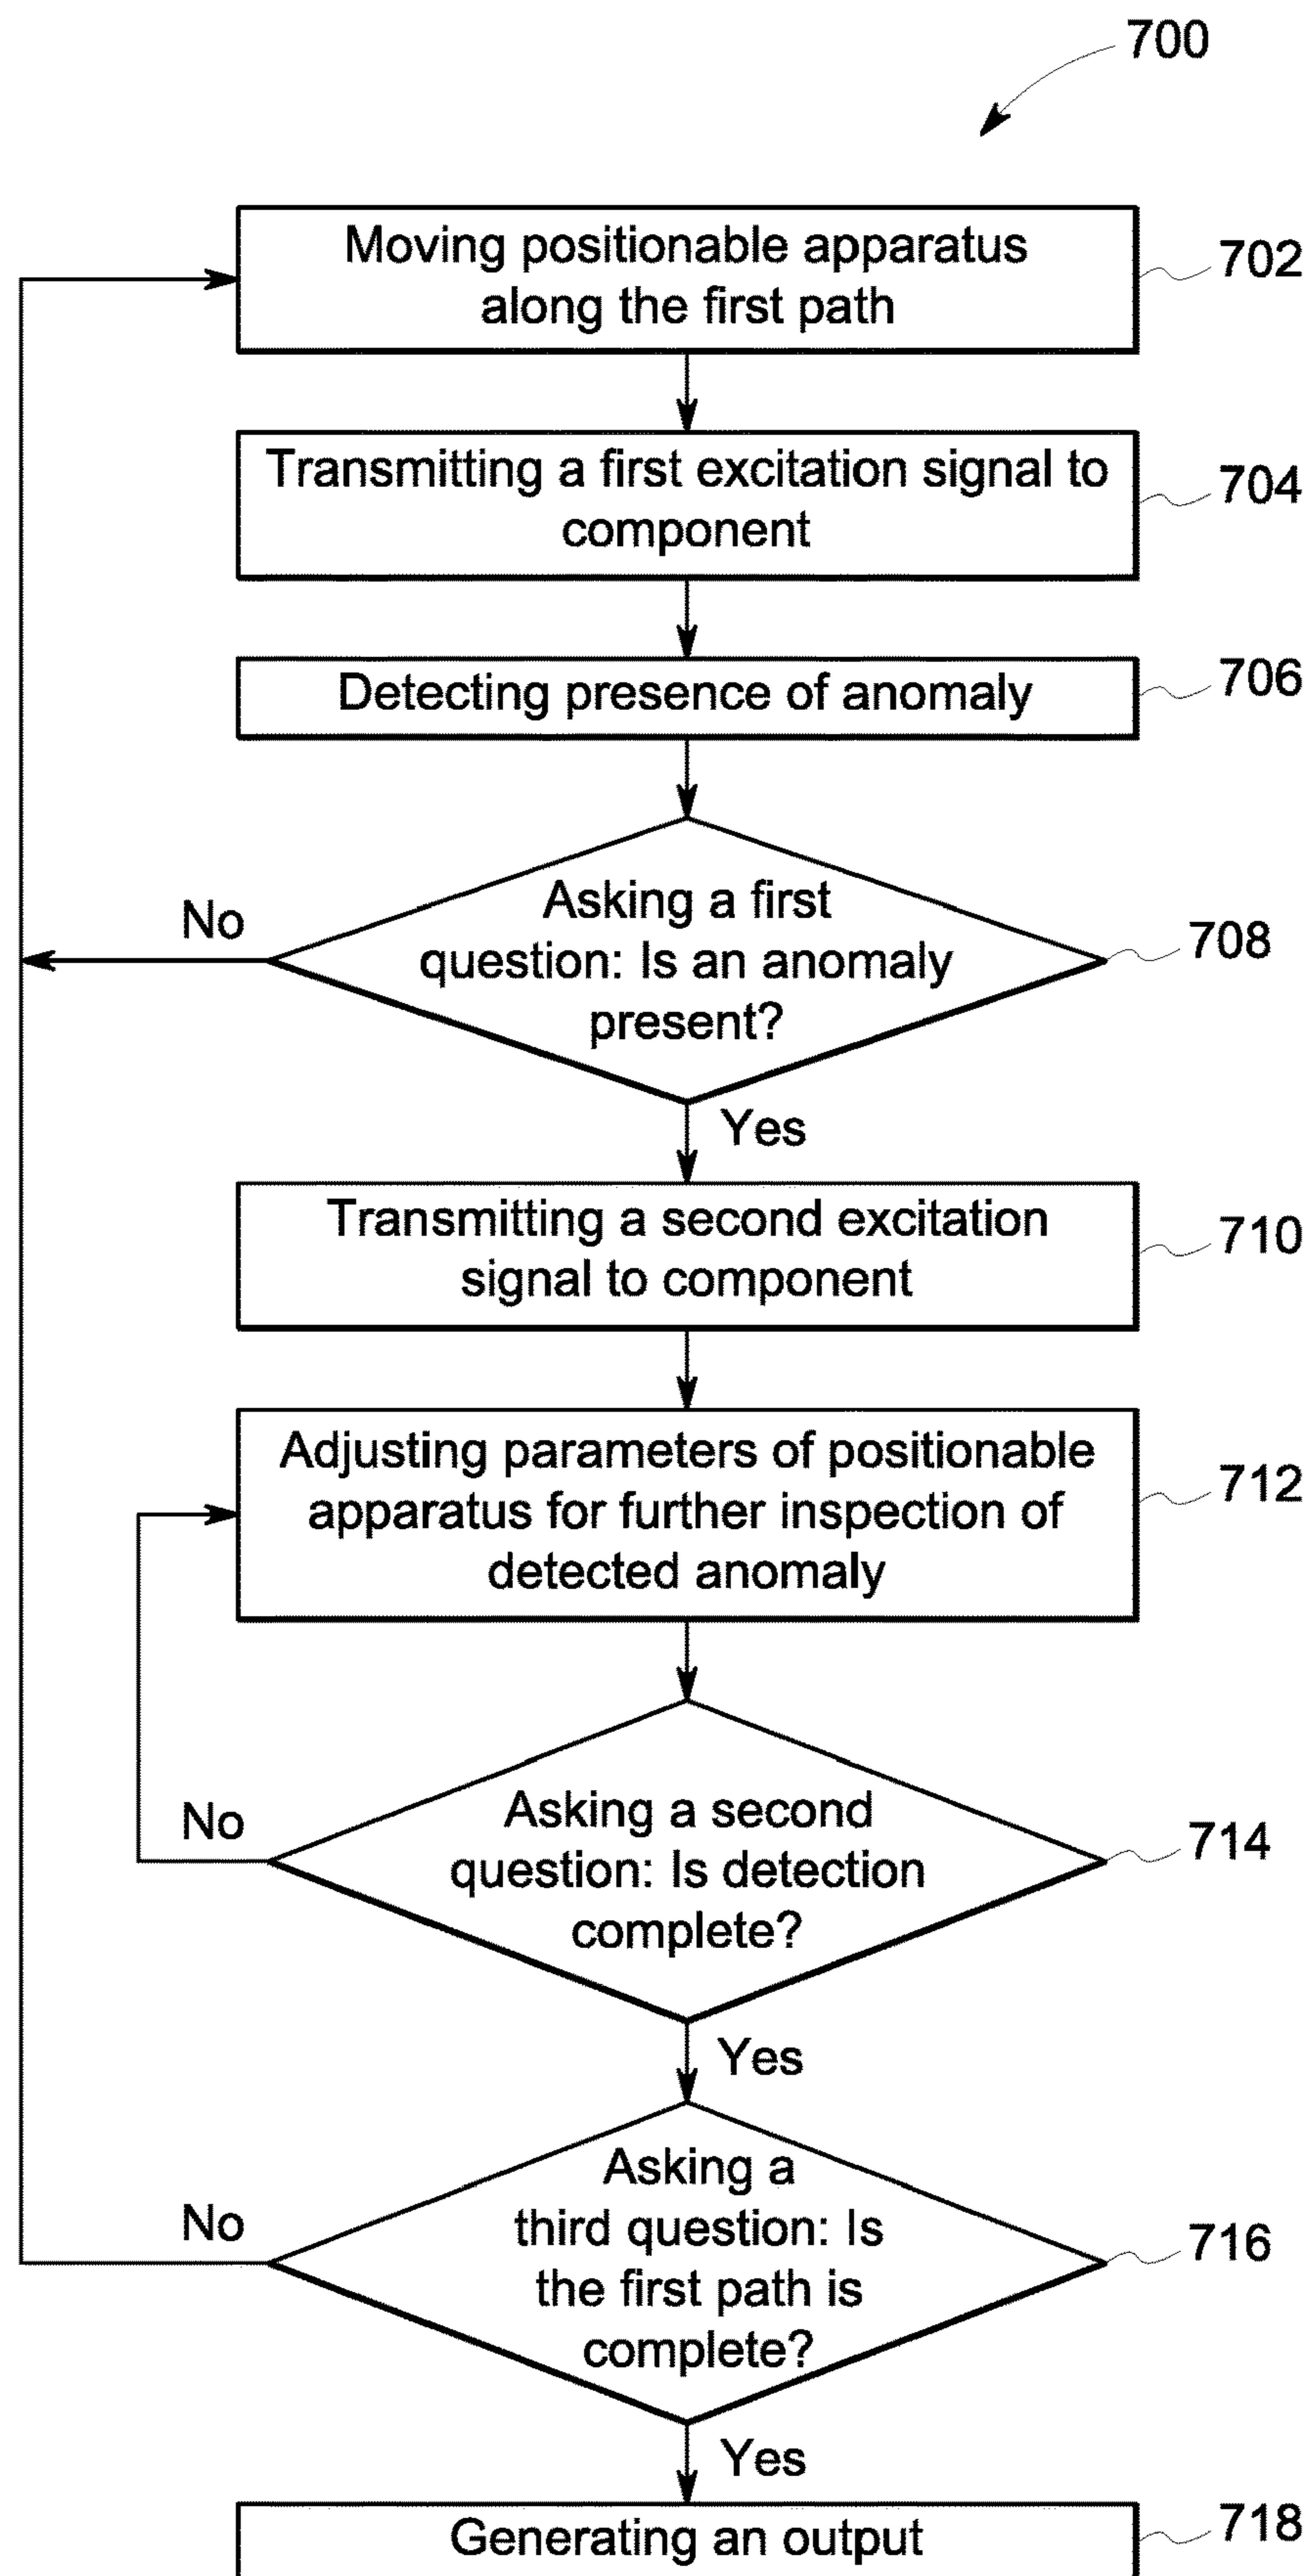 700
Moving positionable apparatus
along the first path
702
Transmitting a first excitation signal to
component
704
Detecting presence of anomaly
706
Asking a first
question: Is an anomaly
present?
708
No
Yes
Transmitting a second excitation
signal to component
710
Adjusting parameters of positionable
apparatus for further inspection of
detected anomaly
712
Asking a second
question: Is detection
complete?
714
No
Yes
Asking a
third question: Is
the first path is
complete?
716
No
Yes
Generating an output
718